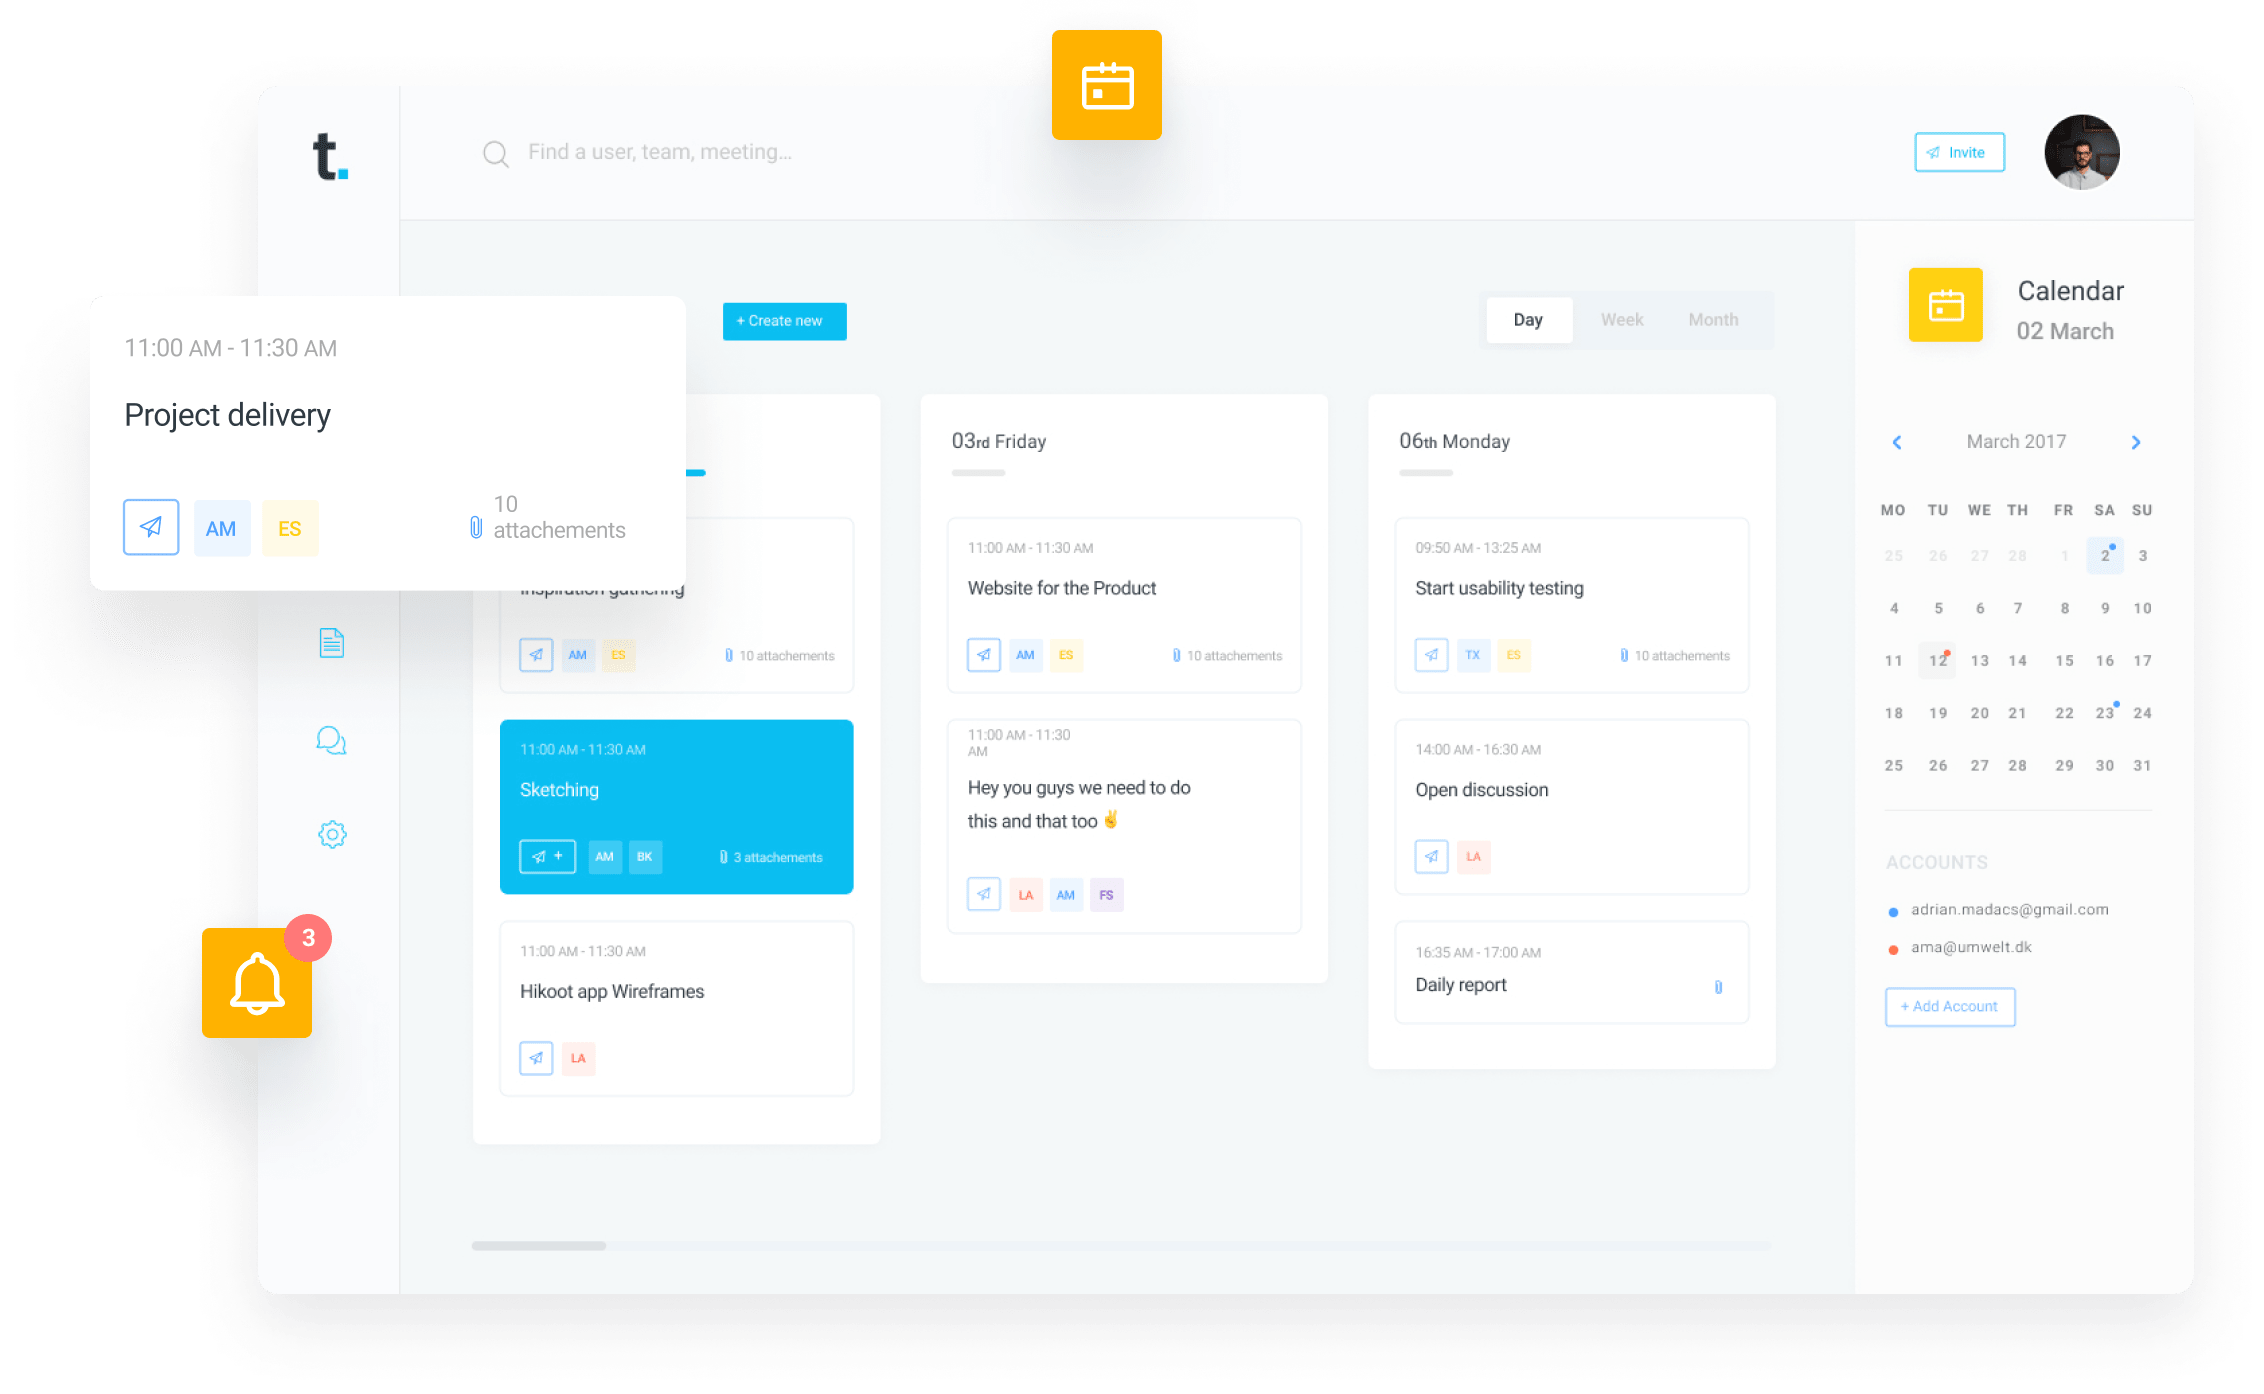 t.
Find a user, team, meeting...
Invite
11:00 AM - 11:30 AM
Project delivery
AM ES
10
attachements
+ Create new
Day Week Month
Inspiration gathering
AM ES 10 attachements
11:00 AM - 11:30 AM
Sketching
+ AM BK 3 attachements
11:00 AM - 11:30 AM
Hikoot app Wireframes
LA
03rd Friday
11:00 AM - 11:30 AM
Website for the Product
AM ES 10 attachements
11:00 AM - 11:30
AM
Hey you guys we need to do
this and that too ✌
LA AM FS
06th Monday
09:50 AM - 13:25 AM
Start usability testing
TX ES 10 attachements
14:00 AM - 16:30 AM
Open discussion
LA
16:35 AM - 17:00 AM
Daily report
Calendar
02 March
March 2017
MO TU WE TH FR SA SU
25 26 27 28 1 2 3
4 5 6 7 8 9 10
11 12 13 14 15 16 17
18 19 20 21 22 23 24
25 26 27 28 29 30 31
ACCOUNTS
adrian.madacs@gmail.com
ama@umwelt.dk
+ Add Account
3